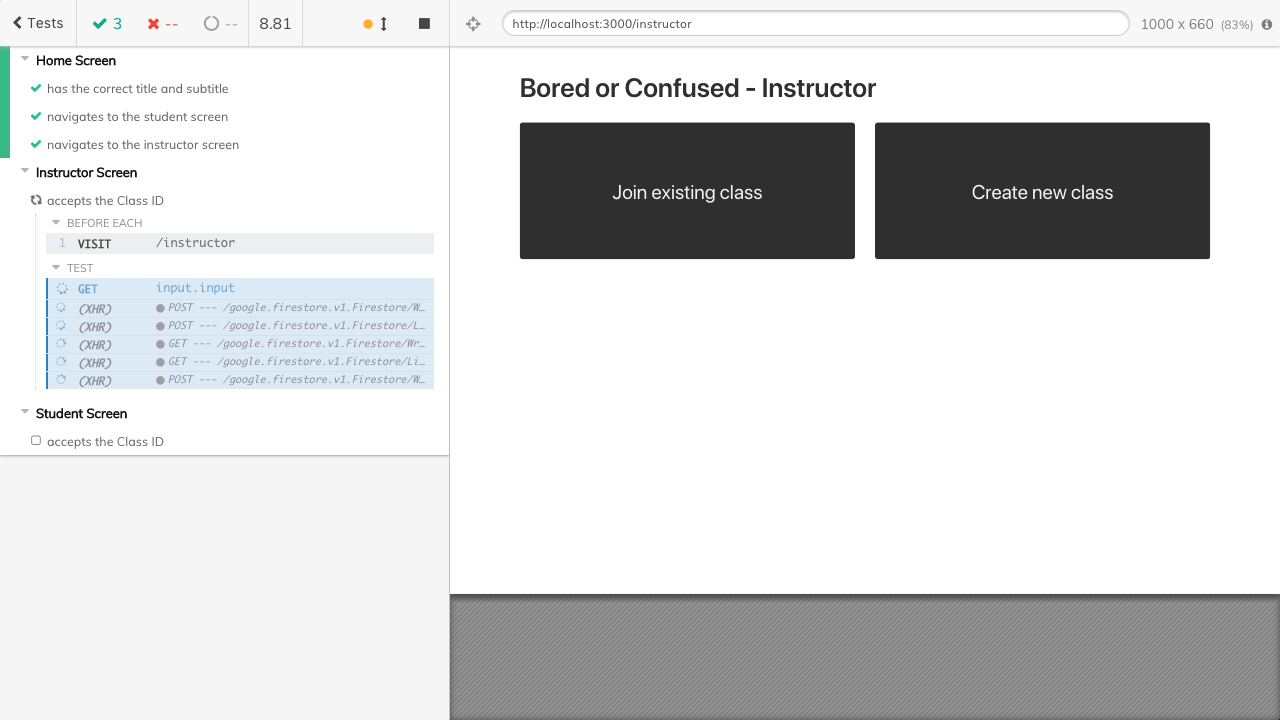 Tests 3 -- -- 8.81
http://localhost:3000/instructor 1000 x 660 (83%)
Home Screen
has the correct title and subtitle
navigates to the student screen
navigates to the instructor screen
Instructor Screen
accepts the Class ID
BEFORE EACH
1 VISIT /instructor
TEST
GET input.input
(XHR) POST --- /google.firestore.v1.Firestore/W…
(XHR) POST --- /google.firestore.v1.Firestore/L…
(XHR) GET --- /google.firestore.v1.Firestore/Wr…
(XHR) GET --- /google.firestore.v1.Firestore/Li…
(XHR) POST --- /google.firestore.v1.Firestore/W…
Student Screen
accepts the Class ID
Bored or Confused - Instructor
Join existing class
Create new class